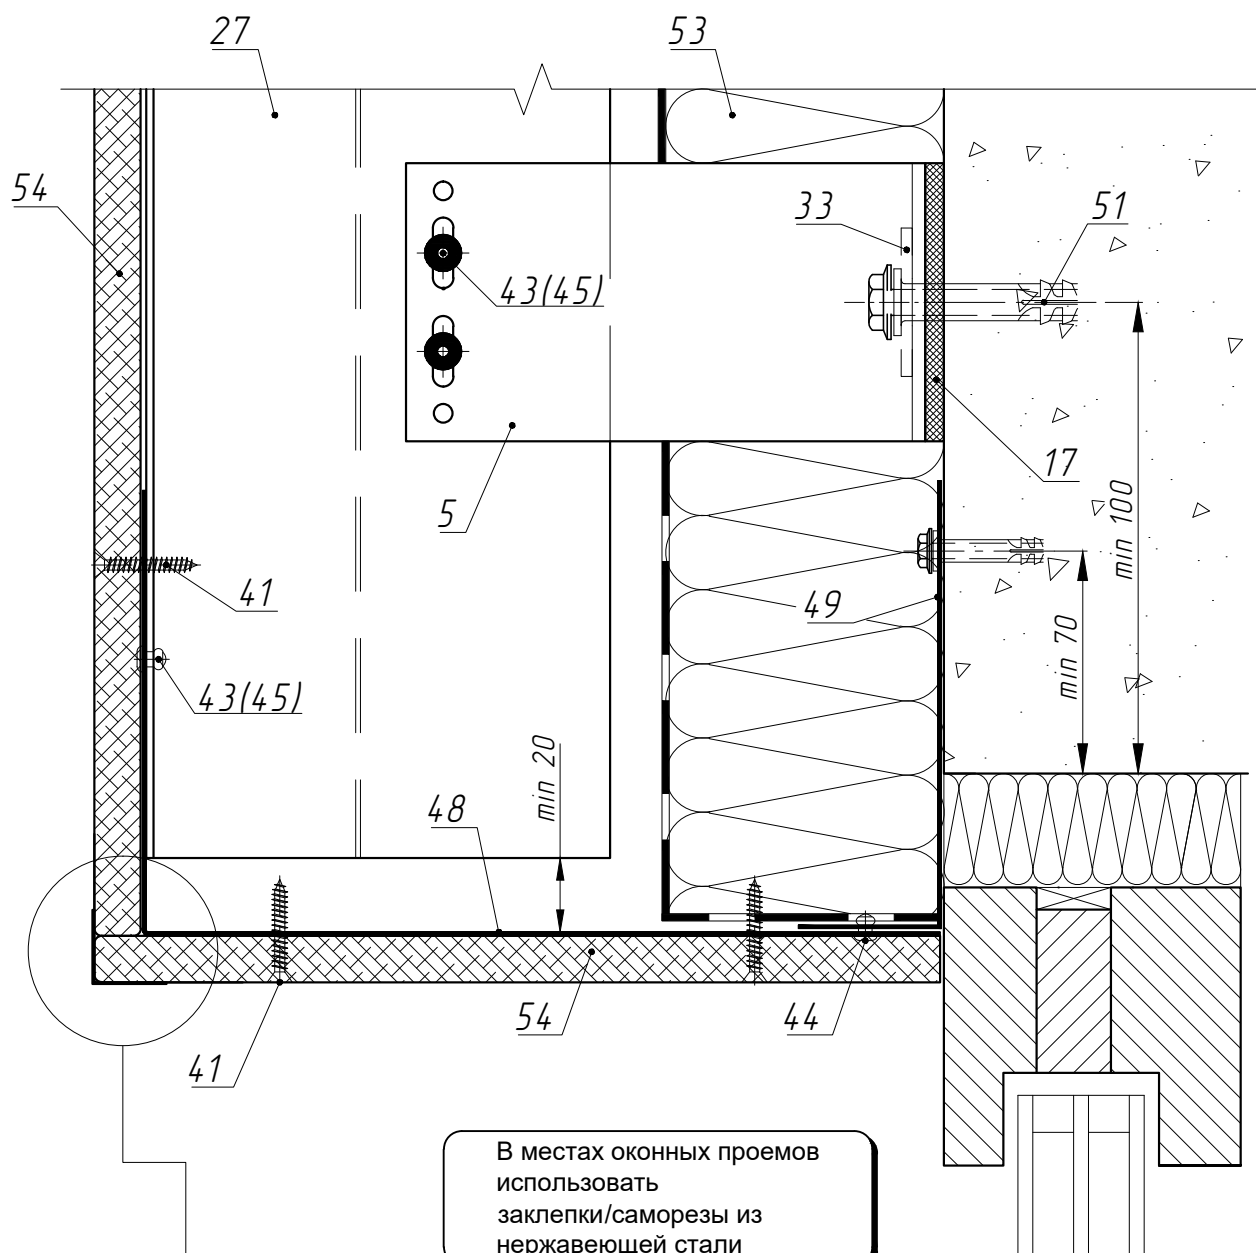 27
53
54
33
51
43(45)
17
5
min 100
41
49
min 70
43(45)
min 20
48
54
44
41
В местах оконных проемов
использовать
заклепки/саморезы из
нержавеющей стали